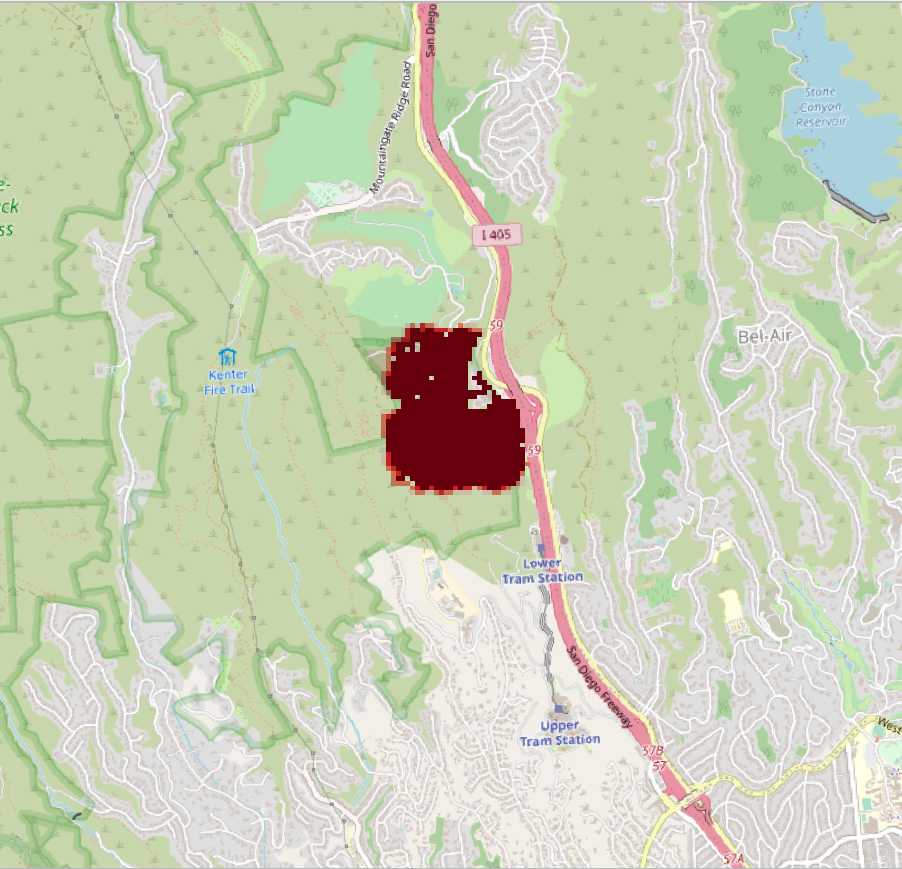 San Diego
Mountaingate Ridge Road
Stone
Canyon
Reservoir
I 405
59
Bel-Air
Kenter
Fire Trail
59
Lower
Tram Station
San Diego Freeway
Upper
Tram Station
57B
57
West
57A